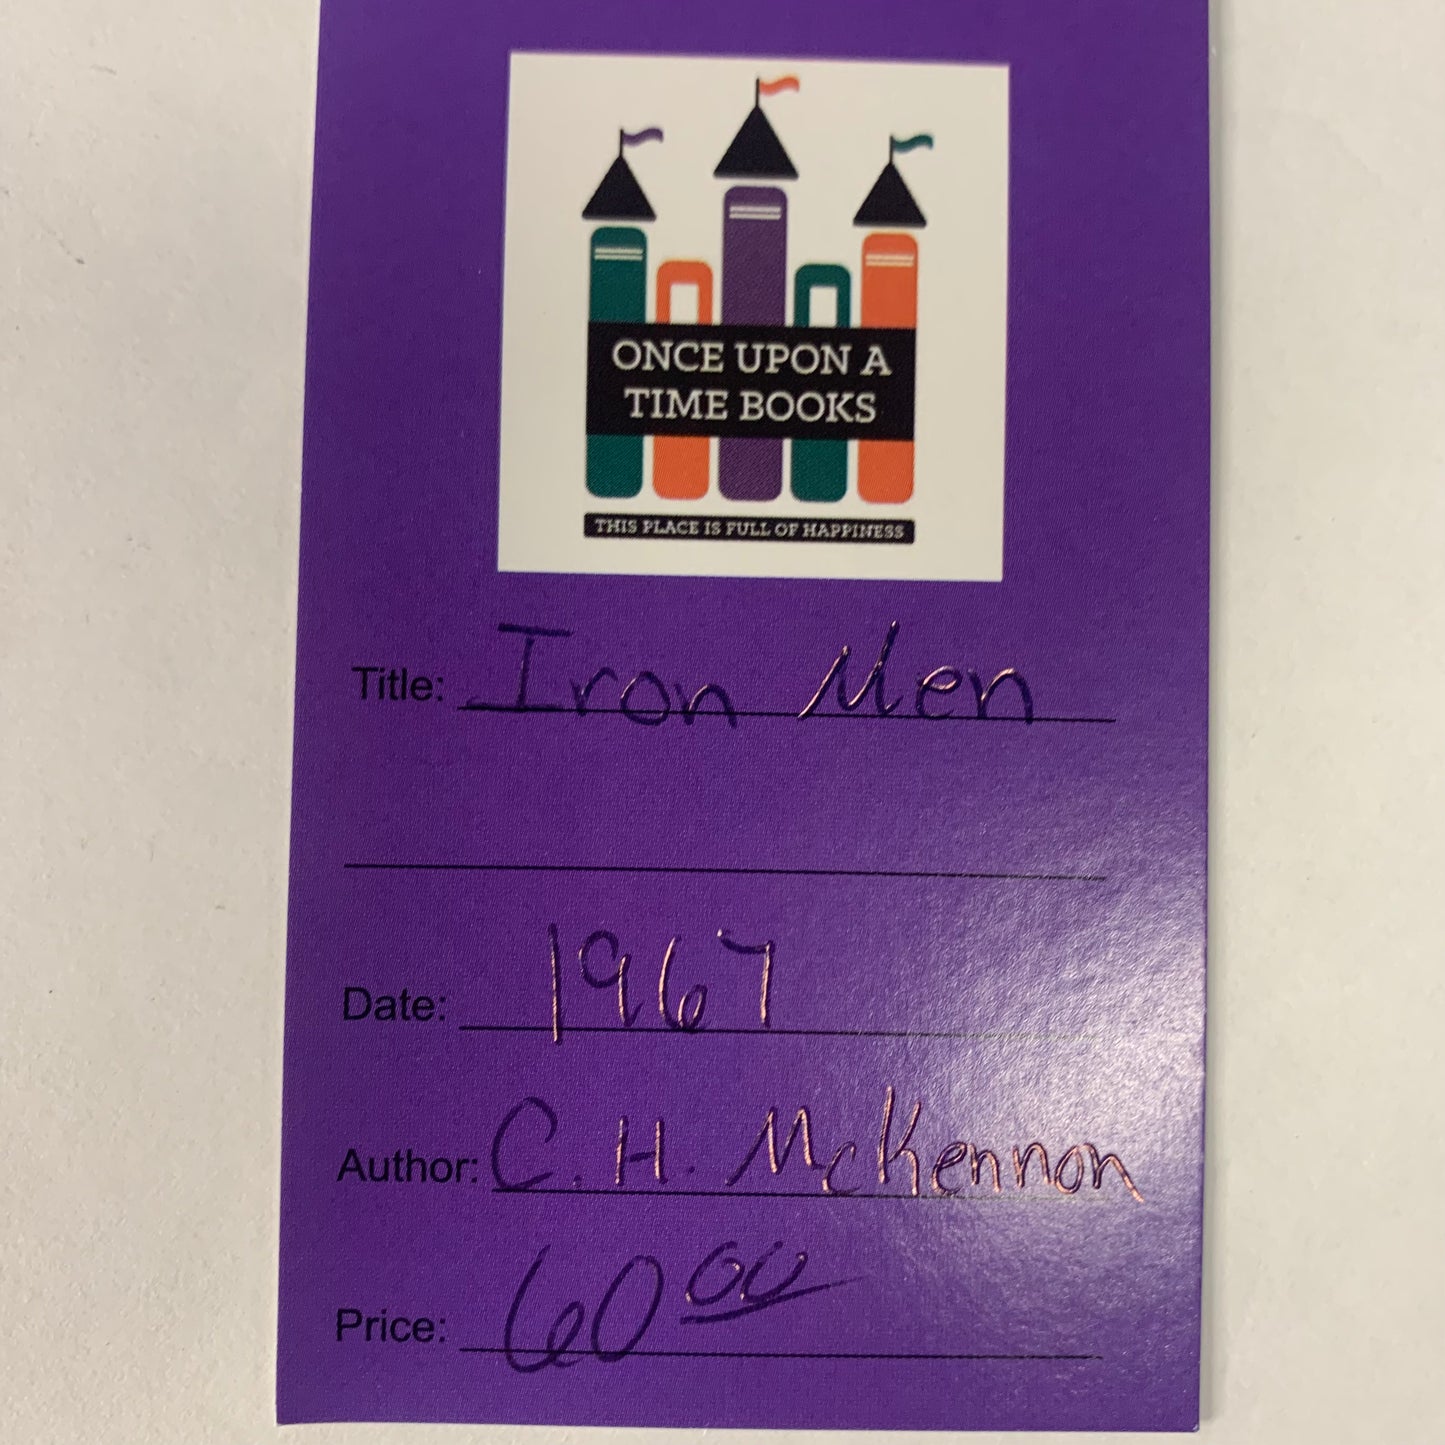 ONCE UPON A
TIME BOOKS
THIS PLACE IS FULL OF HAPPINESS
Title: Iron Men
Date: 1967
Author: C. H. McKennon
Price: 60 00